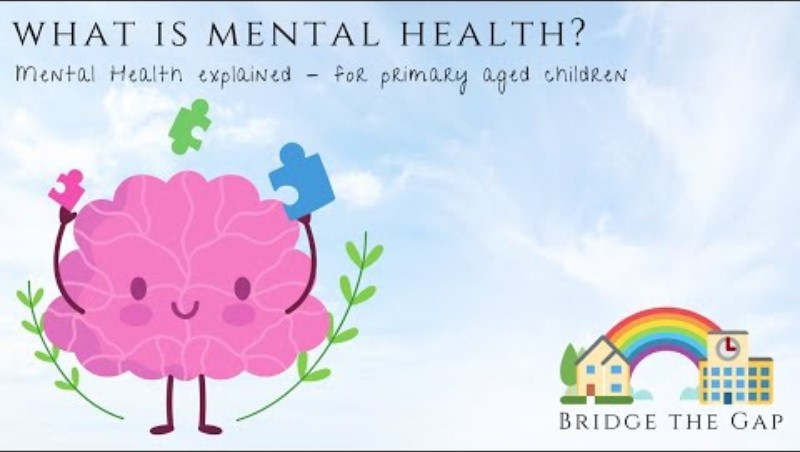 WHAT IS MENTAL HEALTH?
Mental Health explained – for primary aged children
BRIDGE THE GAP